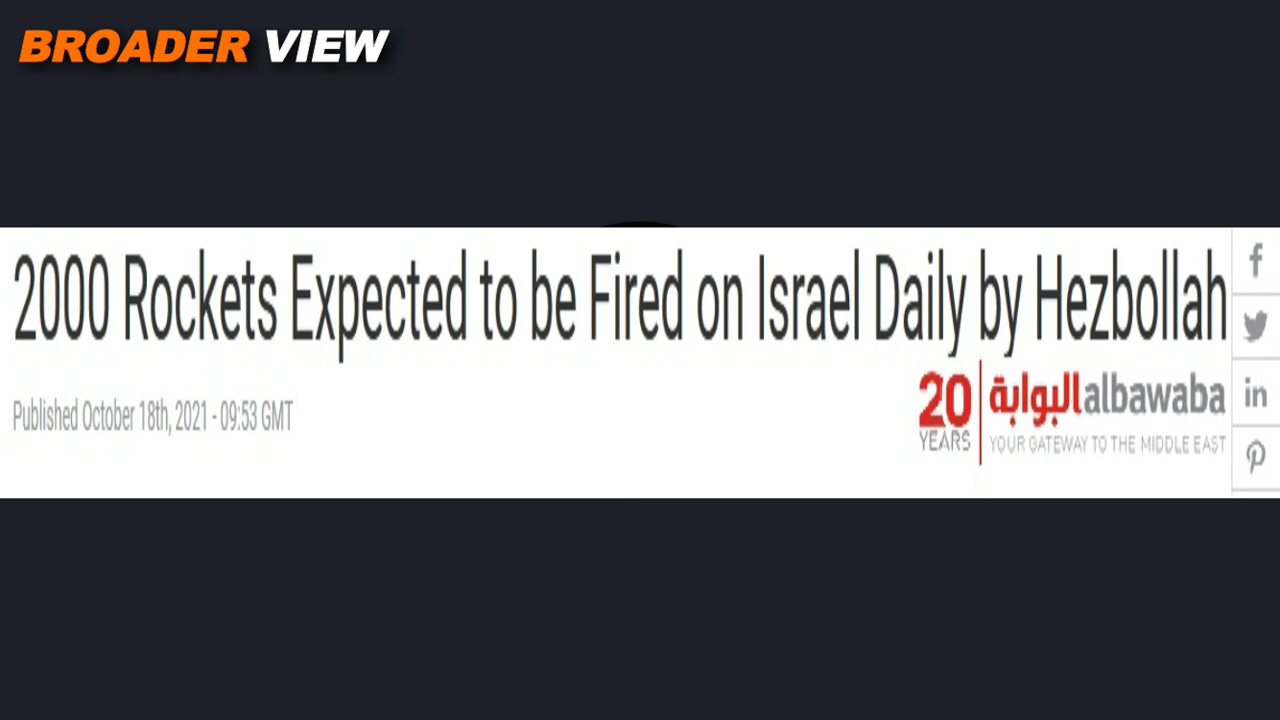 BROADER VIEW
2000 Rockets Expected to be Fired on Israel Daily by Hezbollah
Published October 18th, 2021 - 09:53 GMT
20 YEARS
البوابة albawaba
YOUR GATEWAY TO THE MIDDLE EAST
f
in